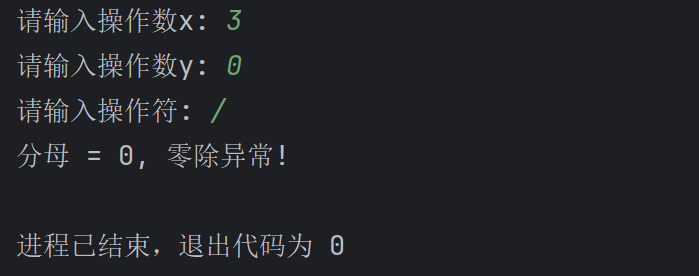 请输入操作数x: 3
请输入操作数y: 0
请输入操作符: /
分母 = 0, 零除异常!
进程已结束，退出代码为 0